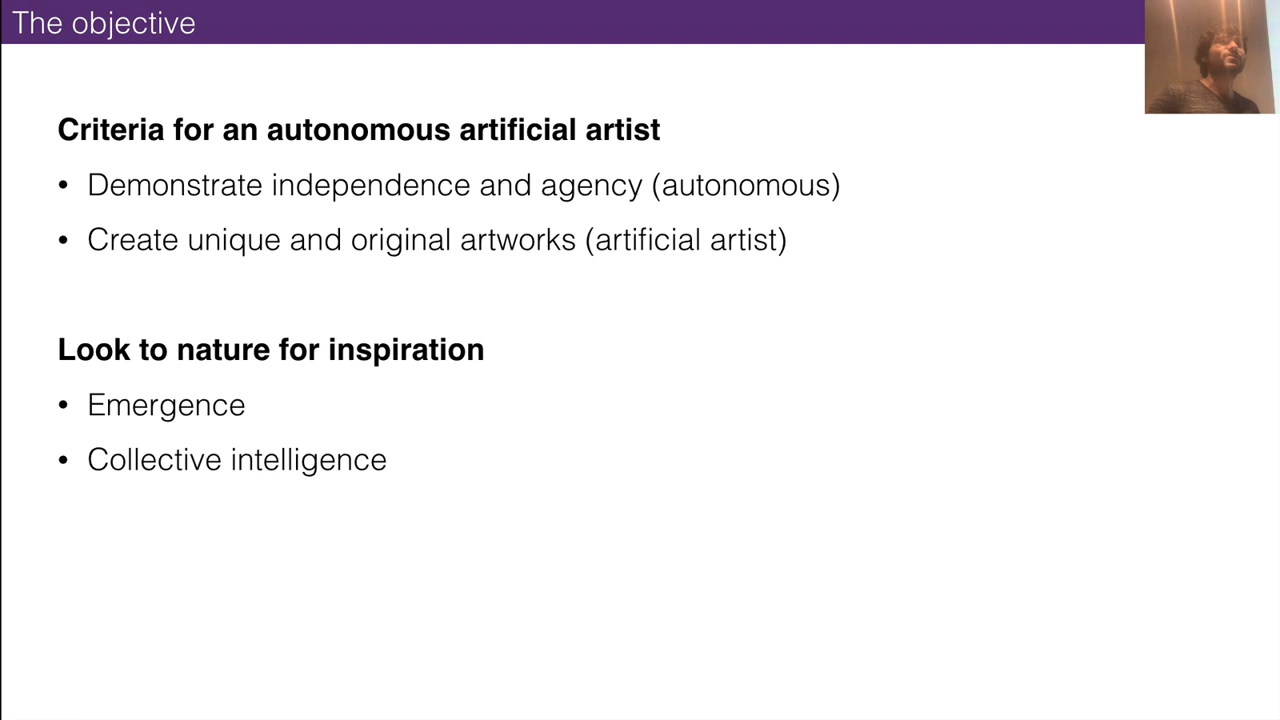 The objective
Criteria for an autonomous artificial artist
• Demonstrate independence and agency (autonomous)
• Create unique and original artworks (artificial artist)
Look to nature for inspiration
• Emergence
• Collective intelligence